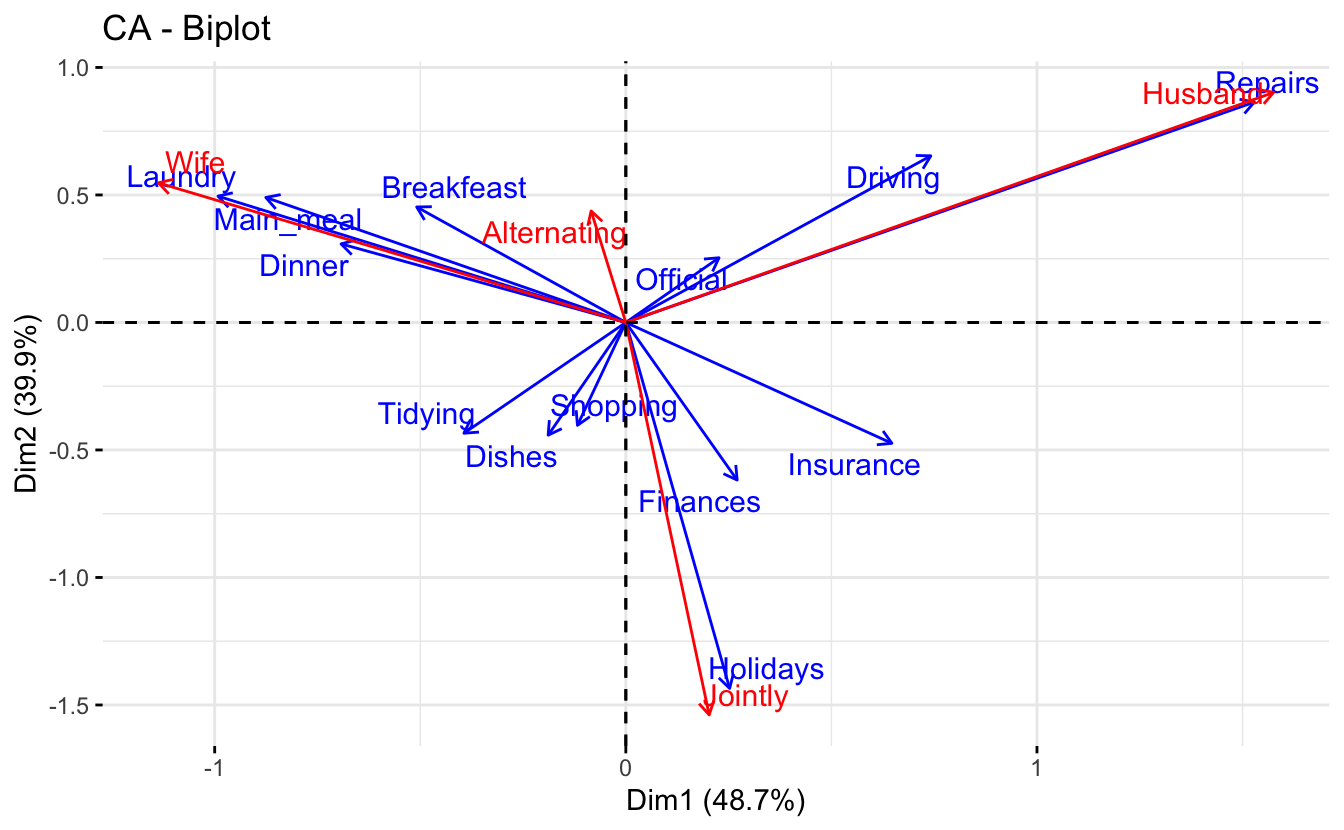 CA - Biplot
1.0
Repairs
Husband
Wife
Laundry
Driving
Breakfeast
0.5
Main_meal
Alternating
Dinner
Official
0.0
Shopping
Tidying
Dishes
-0.5
Insurance
Finances
-1.0
Holidays
Jointly
-1.5
-1
0
1
Dim1 (48.7%)
Dim2 (39.9%)